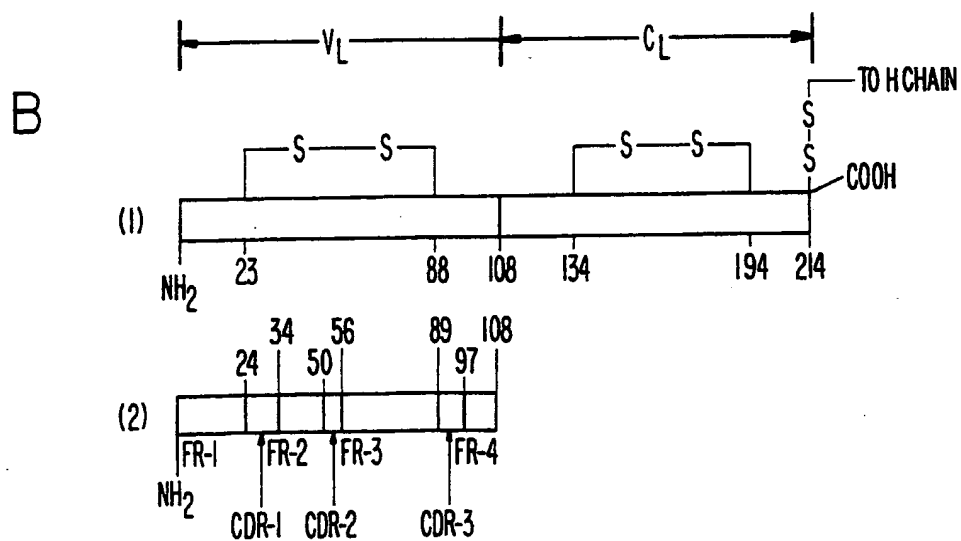 B
V_L C_L
TO H CHAIN
S
S S S S S
COOH
(1)
NH2 23 88 108 134 194 214
34 56 89 108
24 50 97
(2)
FR-1 FR-2 FR-3 FR-4
NH2
CDR-1 CDR-2 CDR-3